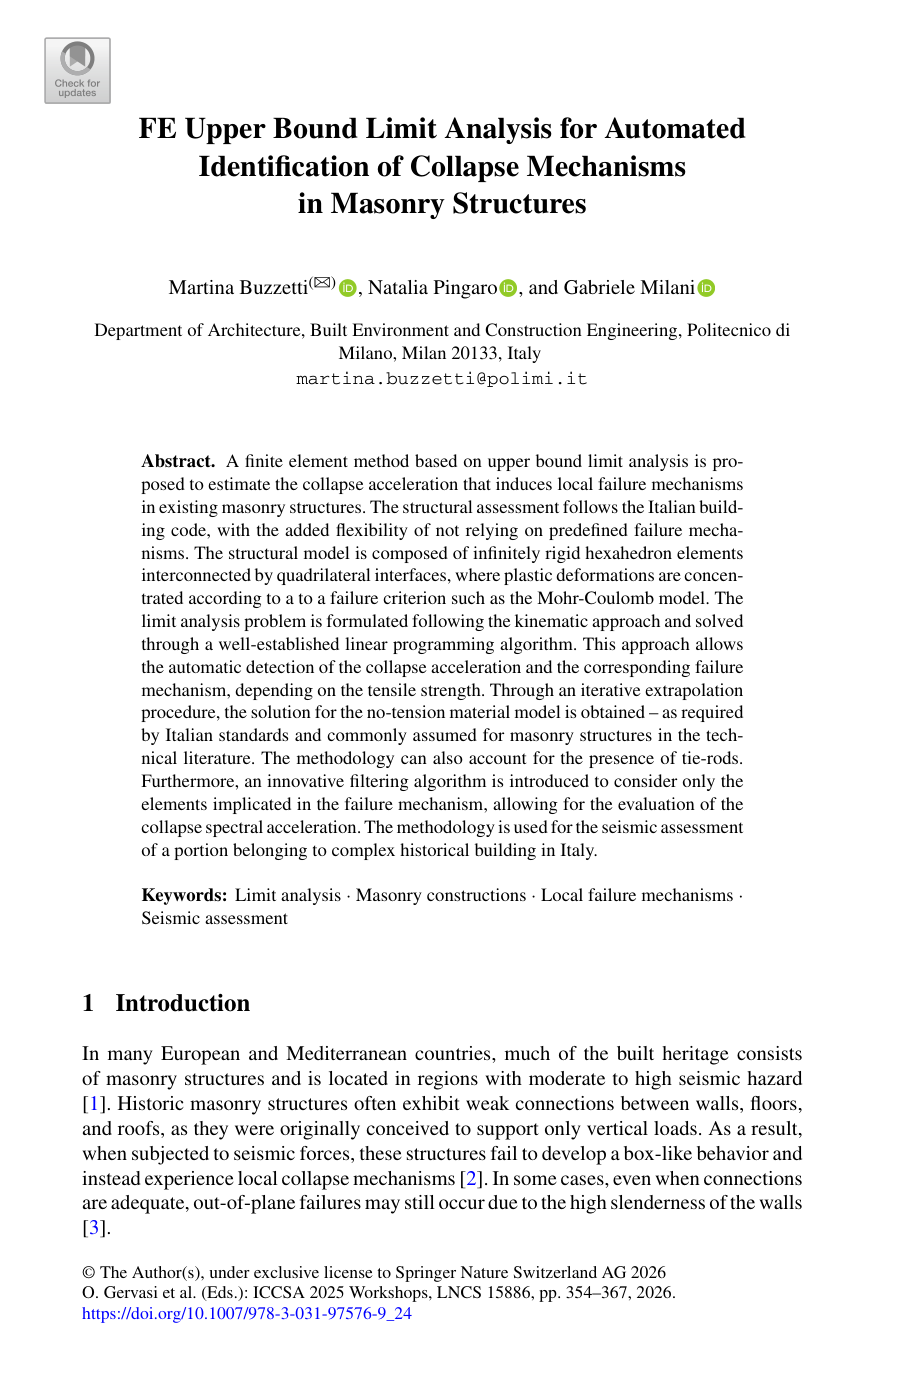 Check for
updates
FE Upper Bound Limit Analysis for Automated
Identification of Collapse Mechanisms
in Masonry Structures
Martina Buzzetti(✉) iD, Natalia Pingaro iD, and Gabriele Milani iD
Department of Architecture, Built Environment and Construction Engineering, Politecnico di
Milano, Milan 20133, Italy
martina.buzzetti@polimi.it
Abstract. A finite element method based on upper bound limit analysis is pro-
posed to estimate the collapse acceleration that induces local failure mechanisms
in existing masonry structures. The structural assessment follows the Italian build-
ing code, with the added flexibility of not relying on predefined failure mecha-
nisms. The structural model is composed of infinitely rigid hexahedron elements
interconnected by quadrilateral interfaces, where plastic deformations are concen-
trated according to a to a failure criterion such as the Mohr-Coulomb model. The
limit analysis problem is formulated following the kinematic approach and solved
through a well-established linear programming algorithm. This approach allows
the automatic detection of the collapse acceleration and the corresponding failure
mechanism, depending on the tensile strength. Through an iterative extrapolation
procedure, the solution for the no-tension material model is obtained – as required
by Italian standards and commonly assumed for masonry structures in the tech-
nical literature. The methodology can also account for the presence of tie-rods.
Furthermore, an innovative filtering algorithm is introduced to consider only the
elements implicated in the failure mechanism, allowing for the evaluation of the
collapse spectral acceleration. The methodology is used for the seismic assessment
of a portion belonging to complex historical building in Italy.
Keywords: Limit analysis · Masonry constructions · Local failure mechanisms ·
Seismic assessment
1 Introduction
In many European and Mediterranean countries, much of the built heritage consists
of masonry structures and is located in regions with moderate to high seismic hazard
[1]. Historic masonry structures often exhibit weak connections between walls, floors,
and roofs, as they were originally conceived to support only vertical loads. As a result,
when subjected to seismic forces, these structures fail to develop a box-like behavior and
instead experience local collapse mechanisms [2]. In some cases, even when connections
are adequate, out-of-plane failures may still occur due to the high slenderness of the walls
[3].
© The Author(s), under exclusive license to Springer Nature Switzerland AG 2026
O. Gervasi et al. (Eds.): ICCSA 2025 Workshops, LNCS 15886, pp. 354–367, 2026.
https://doi.org/10.1007/978-3-031-97576-9_24